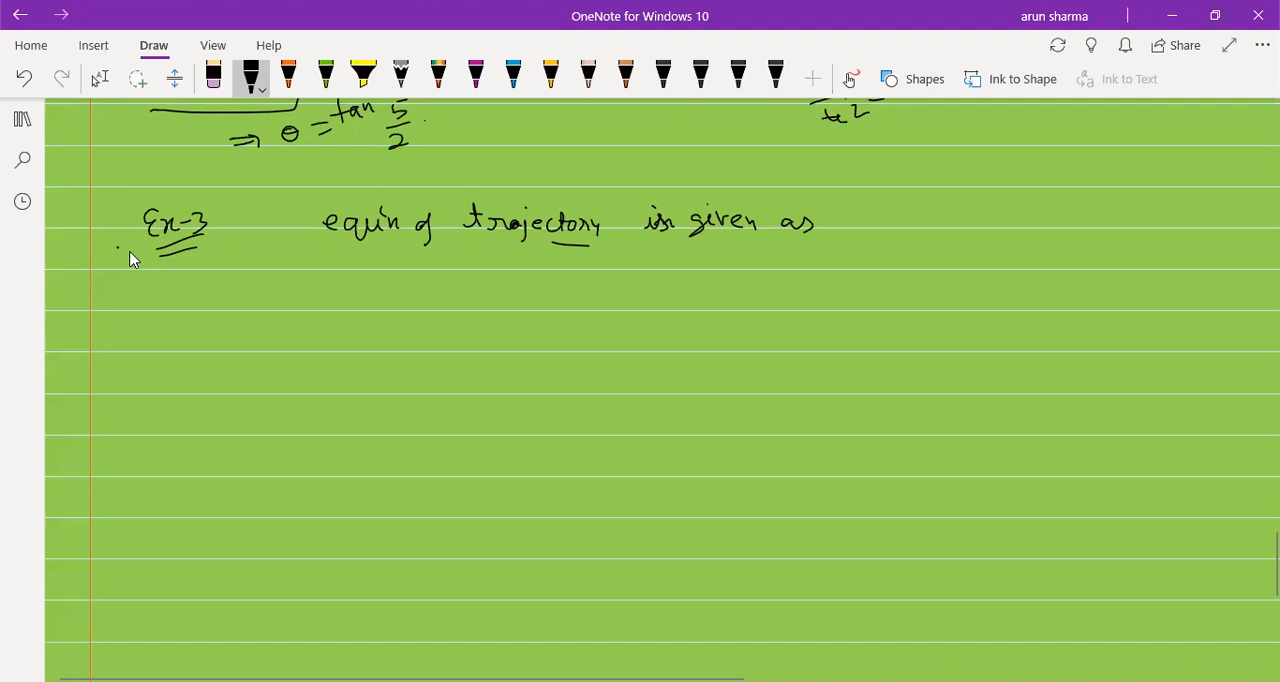 OneNote for Windows 10
arun sharma
Home Insert Draw View Help
Share
Shapes Ink to Shape Ink to Text
⇒ θ = tan 5/2
Ex-3 equ'n of trajectory is given as